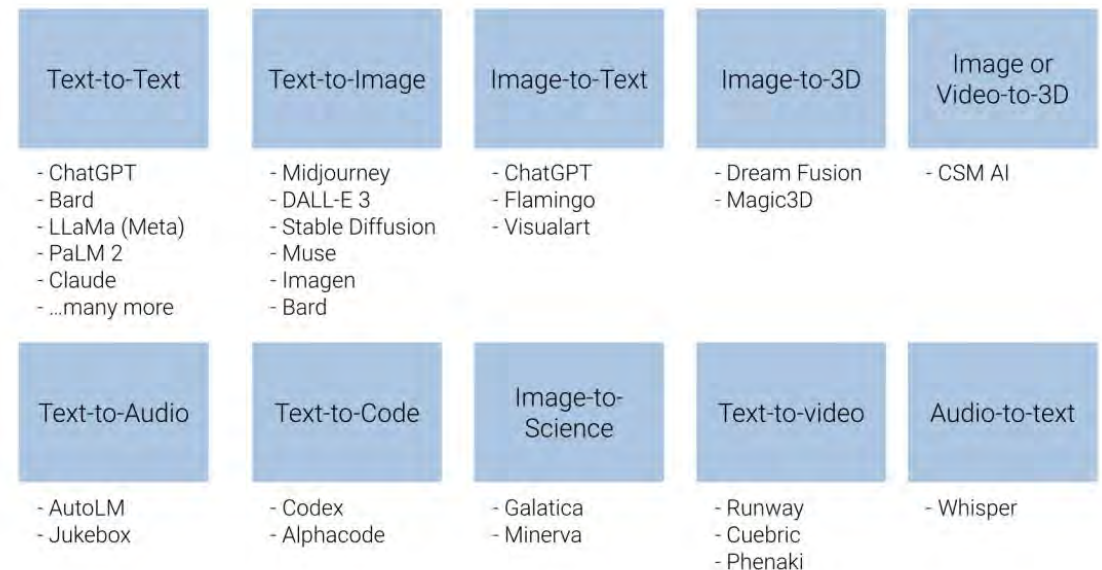 Text-to-Text
- ChatGPT
- Bard
- LLaMa (Meta)
- PaLM 2
- Claude
- ...many more
Text-to-Image
- Midjourney
- DALL-E 3
- Stable Diffusion
- Muse
- Imagen
- Bard
Image-to-Text
- ChatGPT
- Flamingo
- Visualart
Image-to-3D
- Dream Fusion
- Magic3D
Image or
Video-to-3D
- CSM AI
Text-to-Audio
- AutoLM
- Jukebox
Text-to-Code
- Codex
- Alphacode
Image-to-
Science
- Galatica
- Minerva
Text-to-video
- Runway
- Cuebric
- Phenaki
Audio-to-text
- Whisper